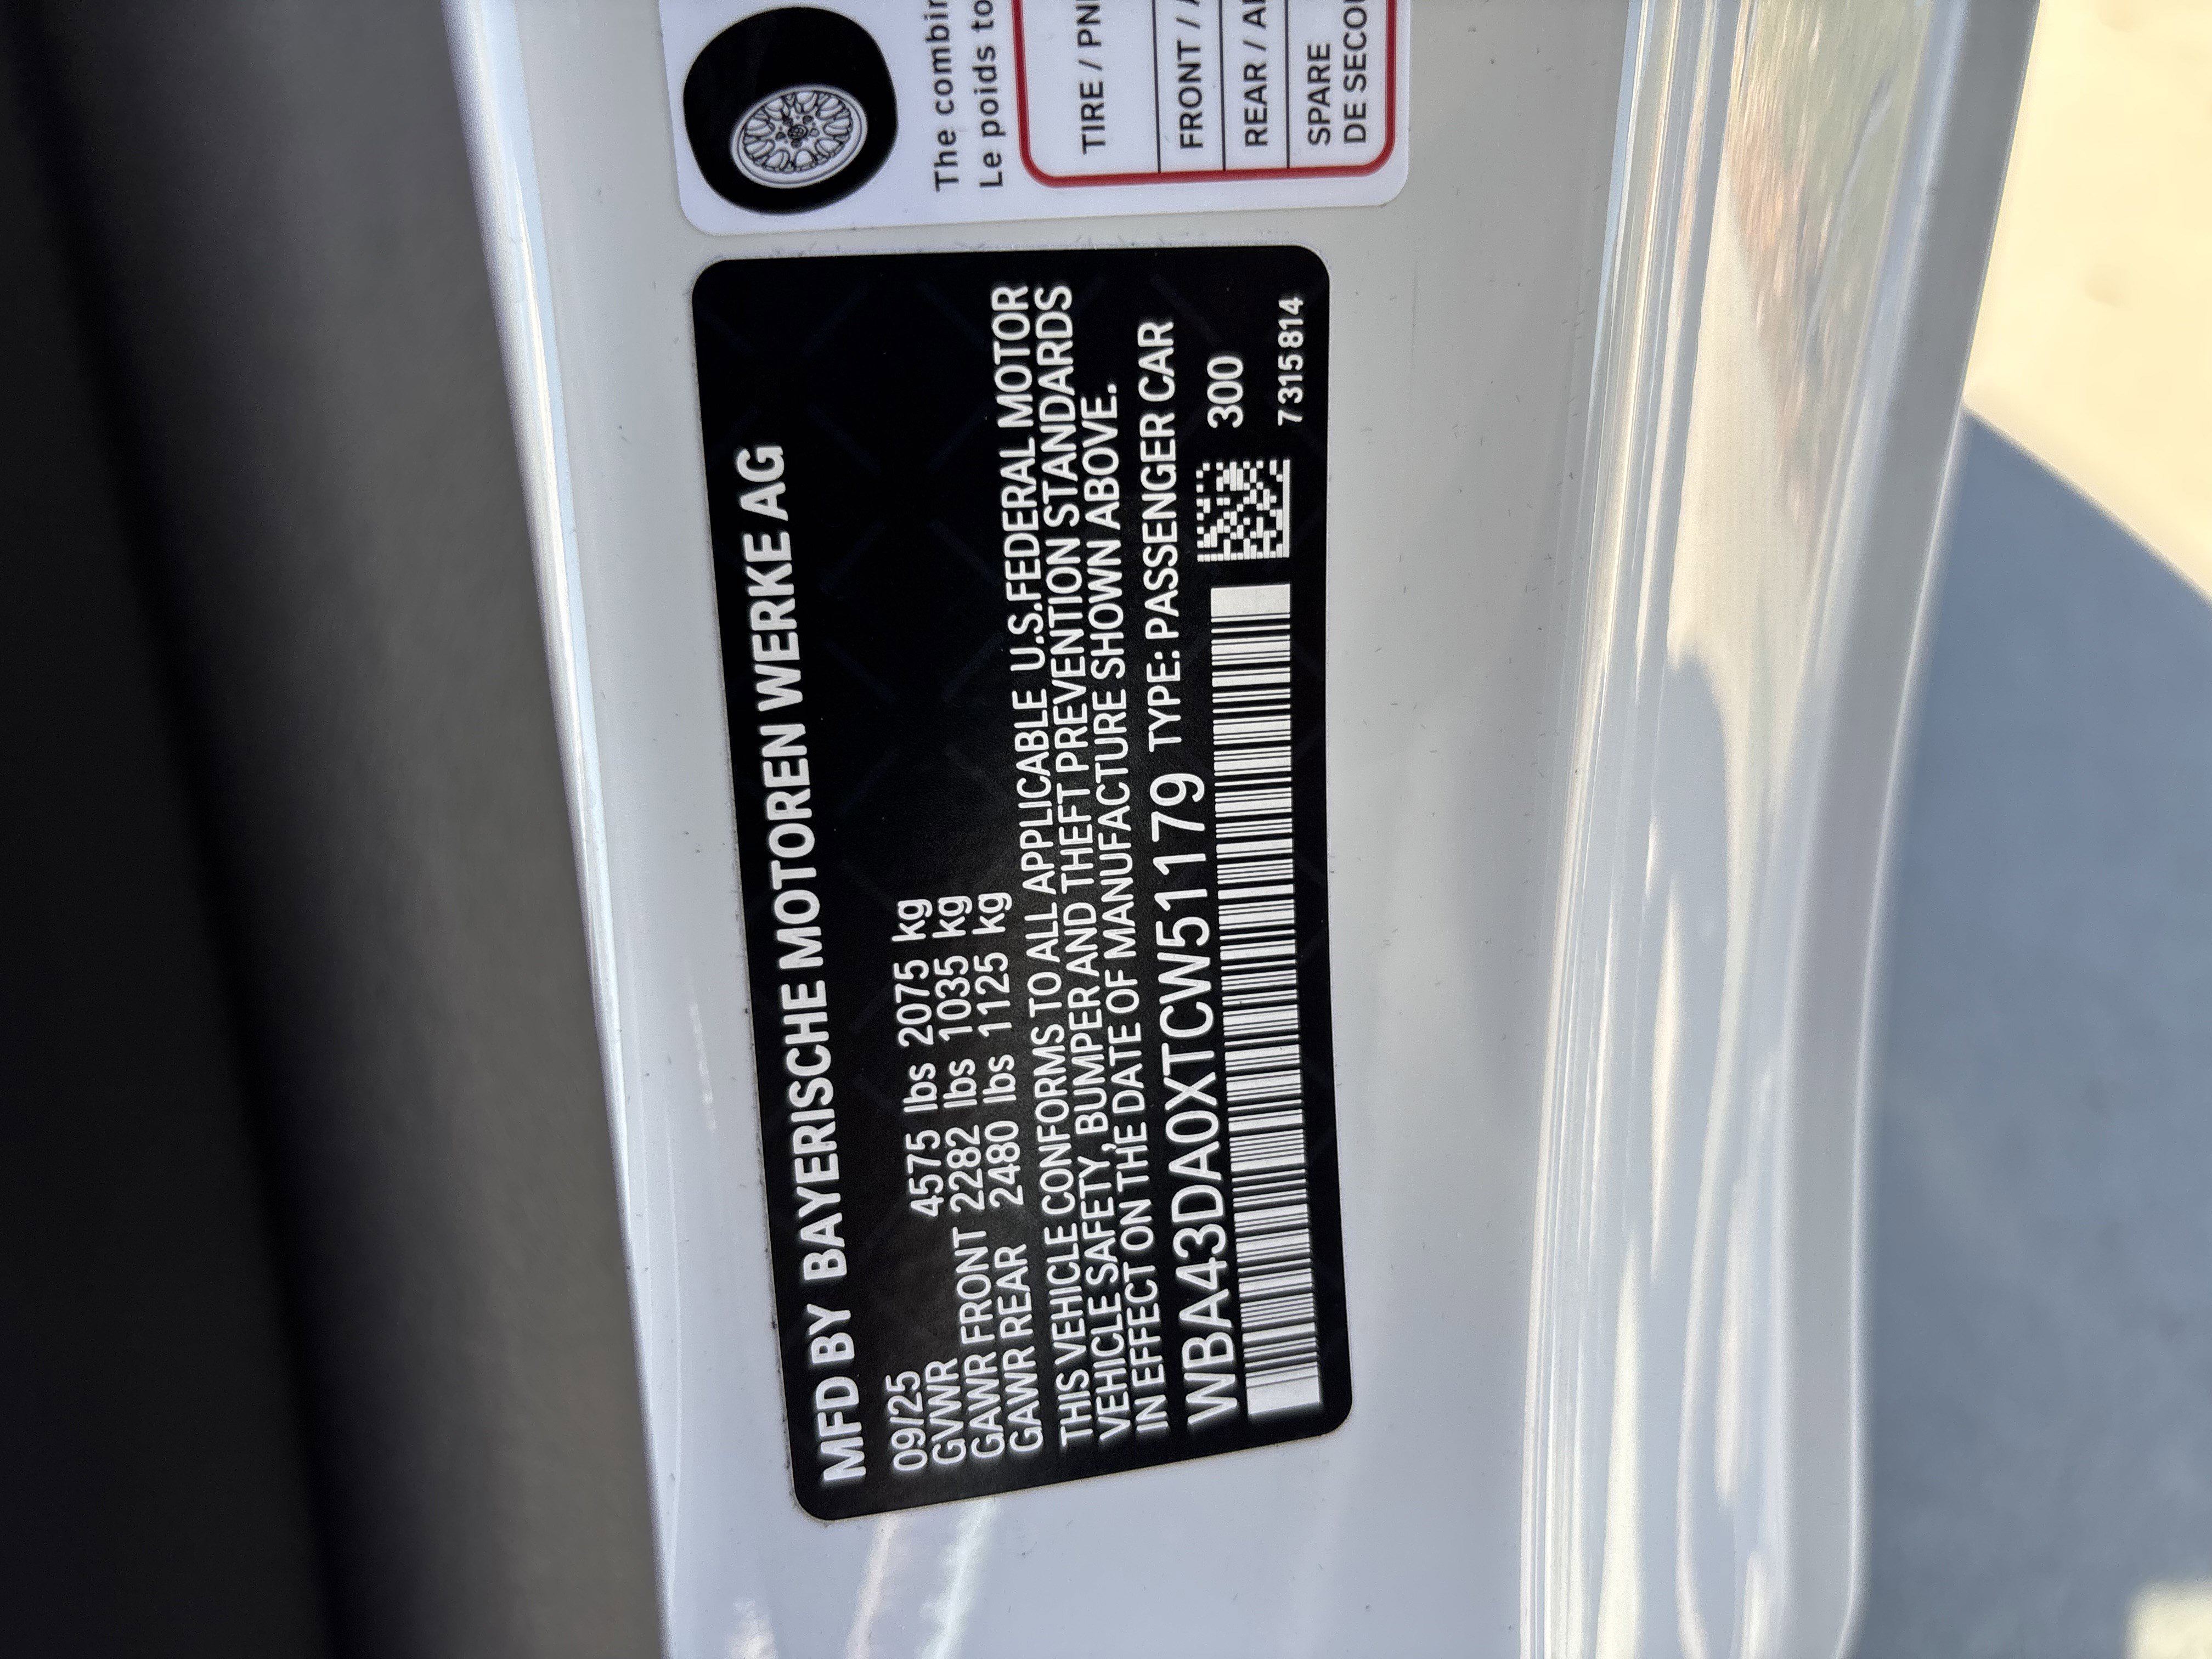 The combin
Le poids to
TIRE / PN
FRONT /
REAR /
SPARE
DE SECOU
MFD BY BAYERISCHE MOTOREN WERKE AG
09/25
GVWR 4575 lbs 2075 kg
GAWR FRONT 2282 lbs 1035 kg
GAWR REAR 2480 lbs 1125 kg
THIS VEHICLE CONFORMS TO ALL APPLICABLE U.S.FEDERAL MOTOR
VEHICLE SAFETY, BUMPER AND THEFT PREVENTION STANDARDS
IN EFFECT ON THE DATE OF MANUFACTURE SHOWN ABOVE.
WBA43DA0XTCW51179 TYPE: PASSENGER CAR
300
7315814